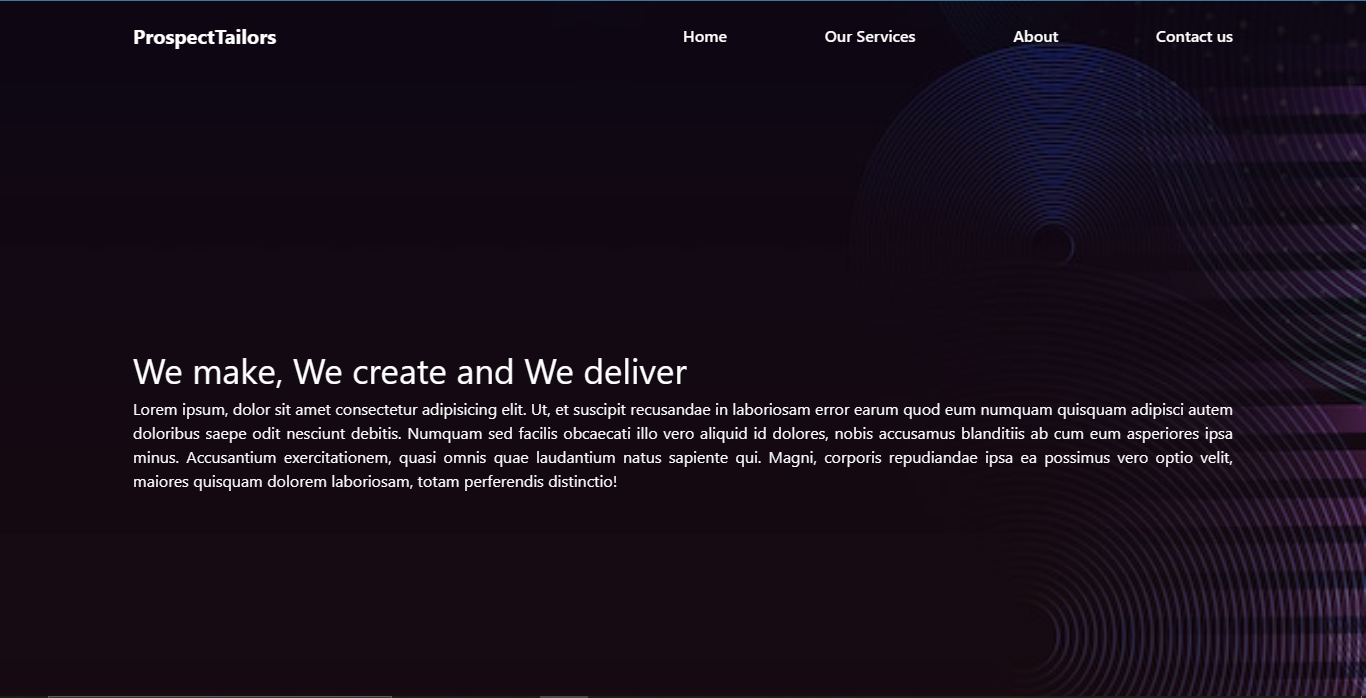 ProspectTailors
Home
Our Services
About
Contact us
We make, We create and We deliver
Lorem ipsum, dolor sit amet consectetur adipisicing elit. Ut, et suscipit recusandae in laboriosam error earum quod eum numquam quisquam adipisci autem
doloribus saepe odit nesciunt debitis. Numquam sed facilis obcaecati illo vero aliquid id dolores, nobis accusamus blanditiis ab cum eum asperiores ipsa
minus. Accusantium exercitationem, quasi omnis quae laudantium natus sapiente qui. Magni, corporis repudiandae ipsa ea possimus vero optio velit,
maiores quisquam dolorem laboriosam, totam perferendis distinctio!